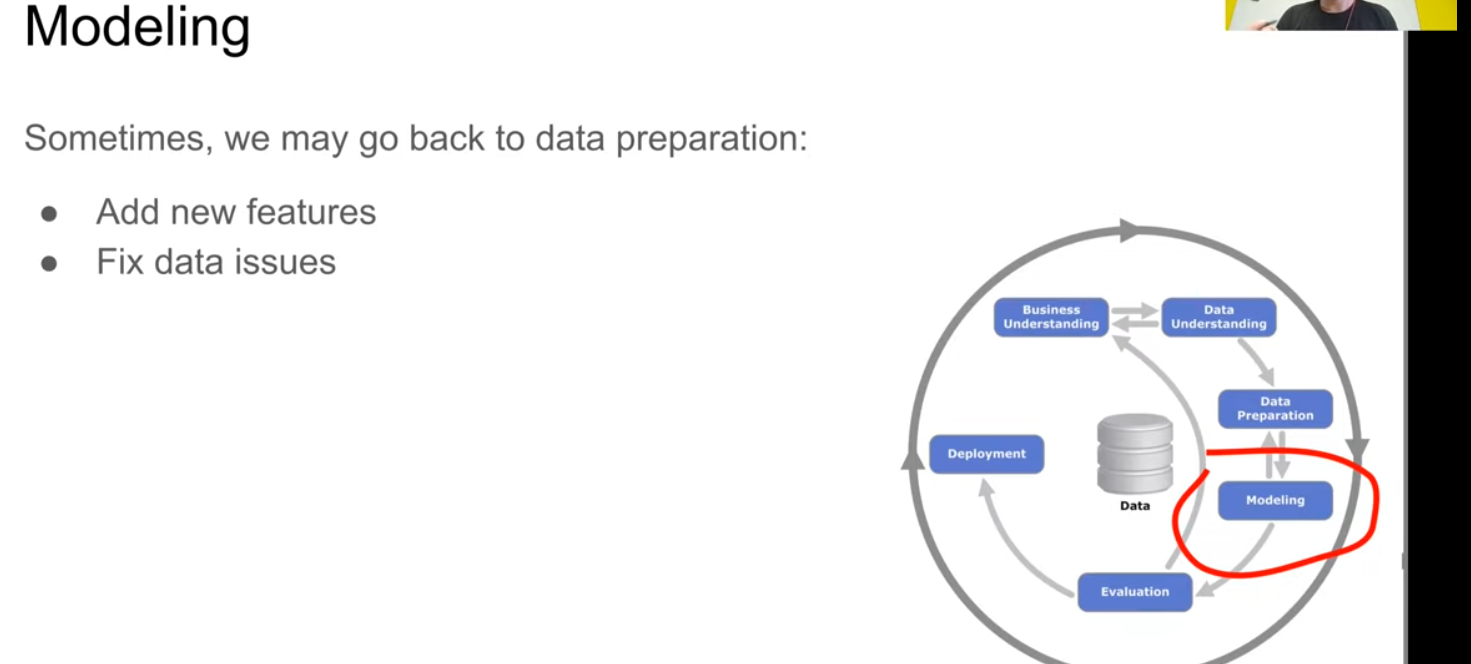 Modeling
Sometimes, we may go back to data preparation:
● Add new features
● Fix data issues
Business
Understanding
Data
Understanding
Data
Preparation
Deployment
Data
Modeling
Evaluation